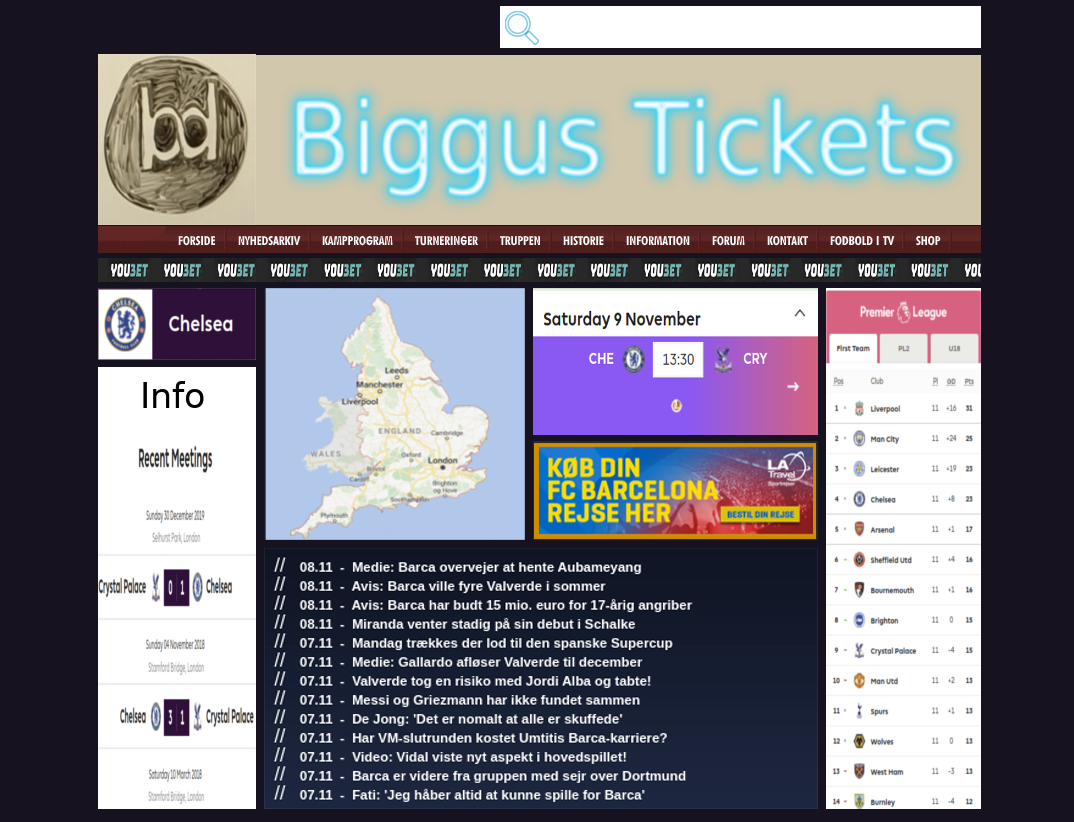 bd
Biggus Tickets
FORSIDE NYHEDSARKIV KAMPPROGRAM TURNERINGER TRUPPEN HISTORIE INFORMATION FORUM KONTAKT FODBOLD I TV SHOP
YOUBET YOUBET YOUBET YOUBET YOUBET YOUBET YOUBET YOUBET YOUBET YOUBET YOUBET YOUBET YOUBET YOUBET YOUBET YOUBET YO
CHELSEA
Chelsea
Info
Recent Meetings
Sunday 30 December 2019
Selhurst Park, London
Crystal Palace 0 1 Chelsea
Sunday 04 November 2018
Stamford Bridge, London
Chelsea 3 1 Crystal Palace
Saturday 10 March 2018
Stamford Bridge, London
Leeds
Manchester
Liverpool
ENGLAND
WALES
Cambridge
Oxford
London
Cardiff
Bristol
Brighton
and Hove
Southampton
Plymouth
Saturday 9 November
CHE 13:30 CRY
KØB DIN
FC BARCELONA
REJSE HER
LA
Travel
BESTIL DIN REJSE
// 08.11 - Medie: Barca overvejer at hente Aubameyang
// 08.11 - Avis: Barca ville fyre Valverde i sommer
// 08.11 - Avis: Barca har budt 15 mio. euro for 17-årig angriber
// 08.11 - Miranda venter stadig på sin debut i Schalke
// 07.11 - Mandag trækkes der lod til den spanske Supercup
// 07.11 - Medie: Gallardo afløser Valverde til december
// 07.11 - Valverde tog en risiko med Jordi Alba og tabte!
// 07.11 - Messi og Griezmann har ikke fundet sammen
// 07.11 - De Jong: 'Det er nomalt at alle er skuffede'
// 07.11 - Har VM-slutrunden kostet Umtitis Barca-karriere?
// 07.11 - Video: Vidal viste nyt aspekt i hovedspillet!
// 07.11 - Barca er videre fra gruppen med sejr over Dortmund
// 07.11 - Fati: 'Jeg håber altid at kunne spille for Barca'
Premier League
First Team PL2 U18
Pos Club Pl GD Pts
1 Liverpool 11 +16 31
2 Man City 11 +24 25
3 Leicester 11 +19 23
4 Chelsea 11 +8 23
5 Arsenal 11 +1 17
6 Sheffield Utd 11 +4 16
7 Bournemouth 11 +1 16
8 Brighton 11 0 15
9 Crystal Palace 11 -4 15
10 Man Utd 11 +2 13
11 Spurs 11 +1 13
12 Wolves 11 0 13
13 West Ham 11 -3 13
14 Burnley 11 -4 12